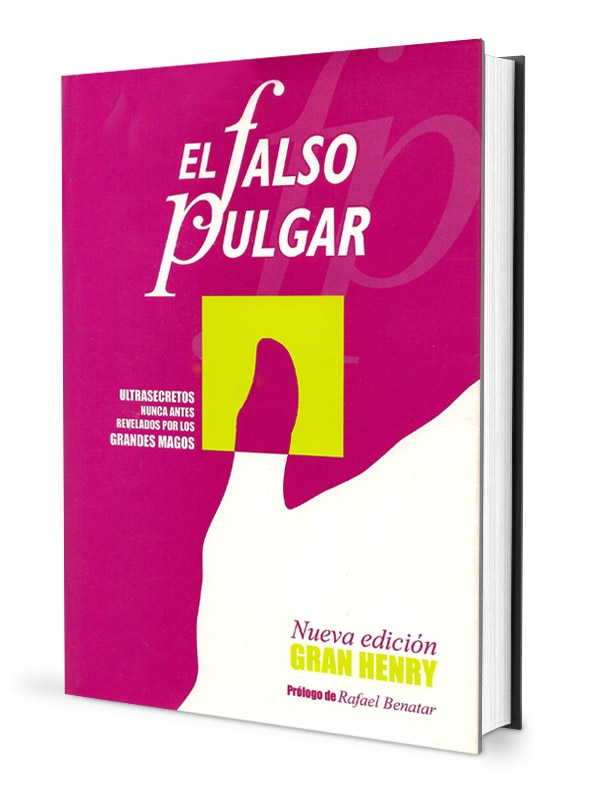 EL fALSO
PULGAR
fp
ULTRASECRETOS
NUNCA ANTES
REVELADOS POR LOS
GRANDES MAGOS
Nueva edición
GRAN HENRY
Prólogo de Rafael Benatar